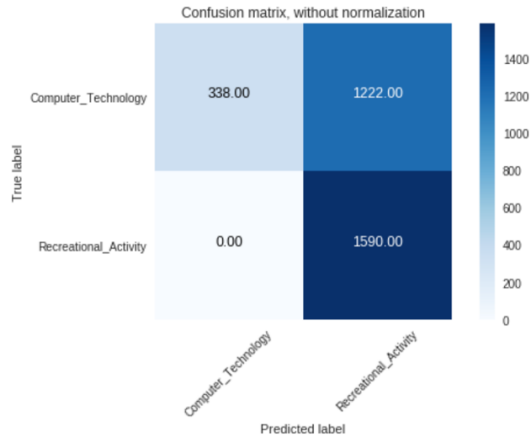 Confusion matrix, without normalization
True label
Computer_Technology
338.00
1222.00
Recreational_Activity
0.00
1590.00
Computer_Technology
Recreational_Activity
Predicted label
1400
1200
1000
800
600
400
200
0